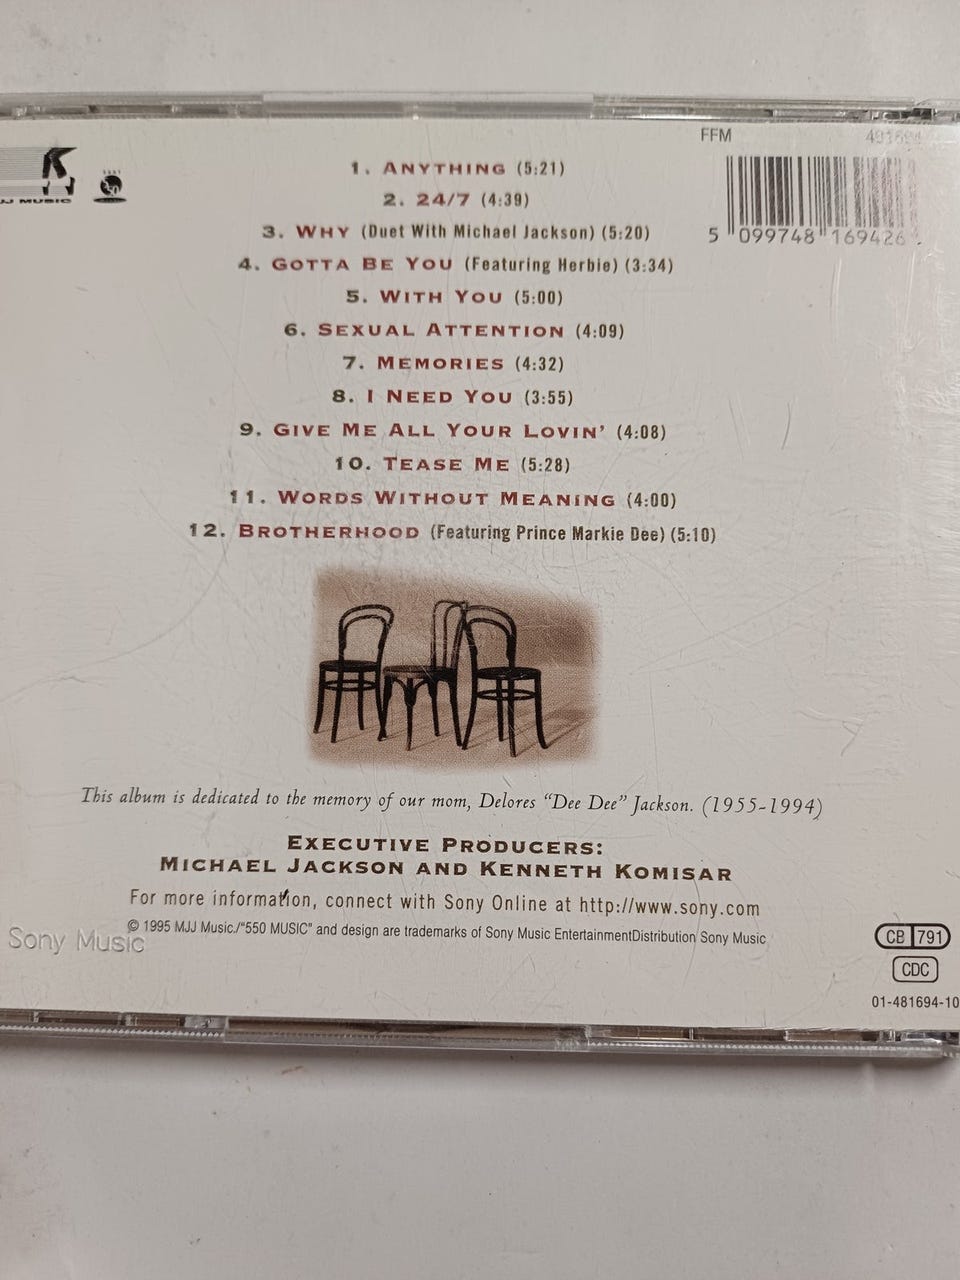 FFM
JJ MUSIC
1. ANYTHING (5:21)
2. 24/7 (4:39)
3. WHY (Duet With Michael Jackson) (5:20)
4. GOTTA BE YOU (Featuring Herbie) (3:34)
5. WITH YOU (5:00)
6. SEXUAL ATTENTION (4:09)
7. MEMORIES (4:32)
8. I NEED YOU (3:55)
9. GIVE ME ALL YOUR LOVIN' (4:08)
10. TEASE ME (5:28)
11. WORDS WITHOUT MEANING (4:00)
12. BROTHERHOOD (Featuring Prince Markie Dee) (5:10)
5 099748 169426
This album is dedicated to the memory of our mom, Delores "Dee Dee" Jackson. (1955-1994)
EXECUTIVE PRODUCERS:
MICHAEL JACKSON AND KENNETH KOMISAR
For more information, connect with Sony Online at http://www.sony.com
© 1995 MJJ Music./"550 MUSIC" and design are trademarks of Sony Music EntertainmentDistribution Sony Music
Sony Music
CB 791
CDC
01-481694-10